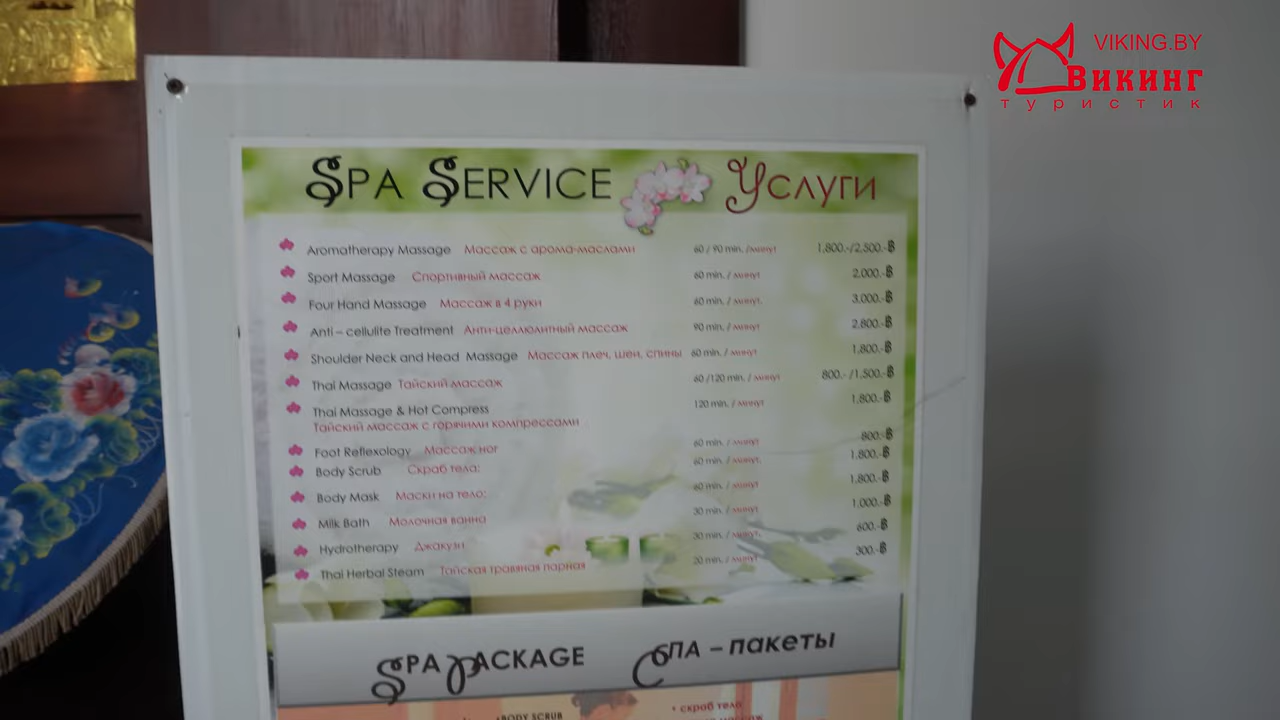 VIKING.BY
Викинг
туристик
SPA SERVICE Услуги
Aromatherapy Massage Массаж с арома-маслами 60 / 90 min. /минут 1,800.-/2,500.-฿
Sport Massage Спортивный массаж 60 min. / минут 2,000.-฿
Four Hand Massage Массаж в 4 руки 60 min. / минут. 3,000.-฿
Anti – cellulite Treatment Анти-целлюлитный массаж 90 min. / минут 2,800.-฿
Shoulder Neck and Head Massage Массаж плеч, шеи, спины 60 min. / минут 1,800.-฿
Thai Massage Тайский массаж 60 /120 min. / минут 800.- /1,500.-฿
Thai Massage & Hot Compress 120 min. / минут 1,800.-฿
Тайский массаж с горячими компрессами
Foot Reflexology Массаж ног 60 min. / минут 800.-฿
Body Scrub Скраб тела: 60 min. / минут. 1,800.-฿
Body Mask Маски на тело: 60 min. / минут 1,800.-฿
Milk Bath Молочная ванна 30 min. / минут 1,000.-฿
Hydrotherapy Джакузи 30 min. / минут. 600.-฿
Thai Herbal Steam Тайская травяная парная 20 min. / минут 300.-฿
SPA PACKAGE СПА – пакеты
•BODY SCRUB • скраб тело